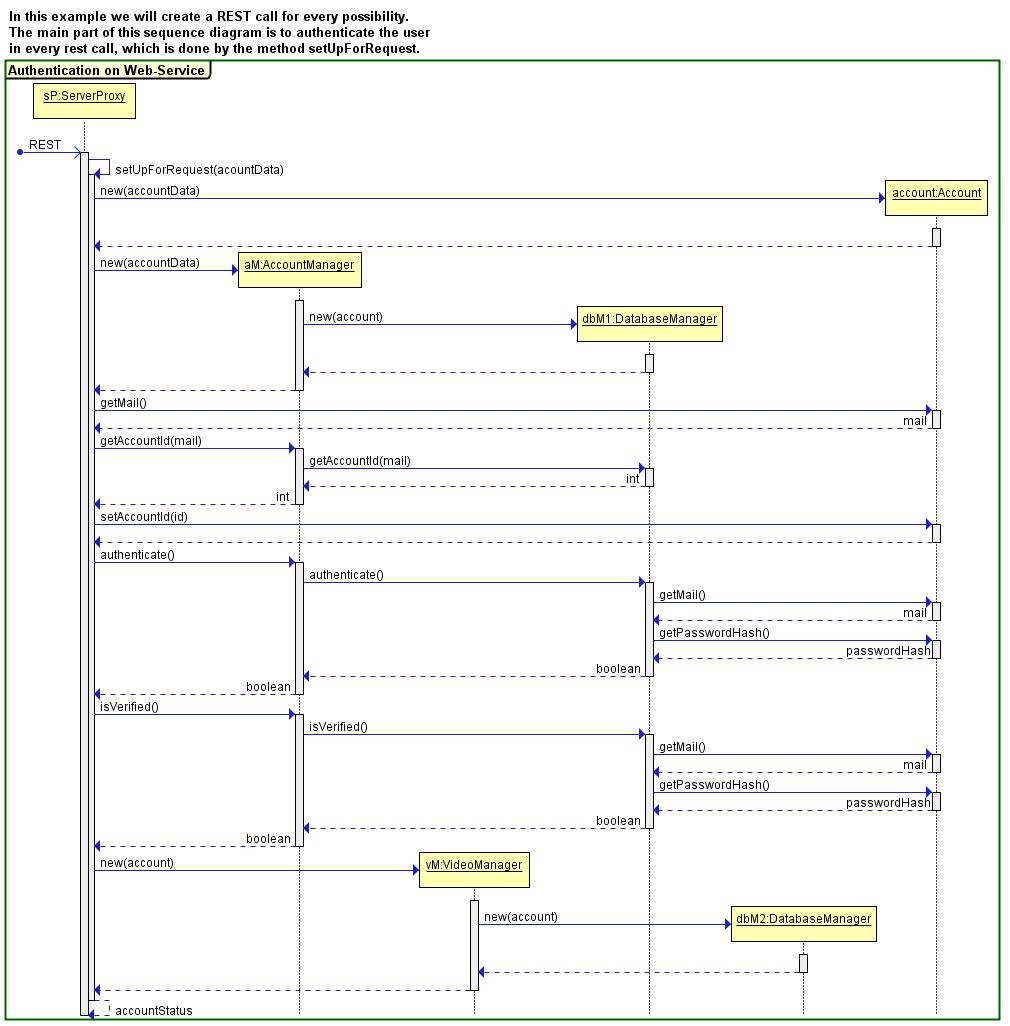 In this example we will create a REST call for every possibility.
The main part of this sequence diagram is to authenticate the user
in every rest call, which is done by the method setUpForRequest.
Authentication on Web-Service
sP:ServerProxy
REST
setUpForRequest(acountData)
new(accountData)
account:Account
new(accountData)
aM:AccountManager
new(account)
dbM1:DatabaseManager
getMail()
mail
getAccountId(mail)
getAccountId(mail)
int
int
setAccountId(id)
authenticate()
authenticate()
getMail()
mail
getPasswordHash()
passwordHash
boolean
boolean
isVerified()
isVerified()
getMail()
mail
getPasswordHash()
passwordHash
boolean
boolean
new(account)
vM:VideoManager
new(account)
dbM2:DatabaseManager
accountStatus